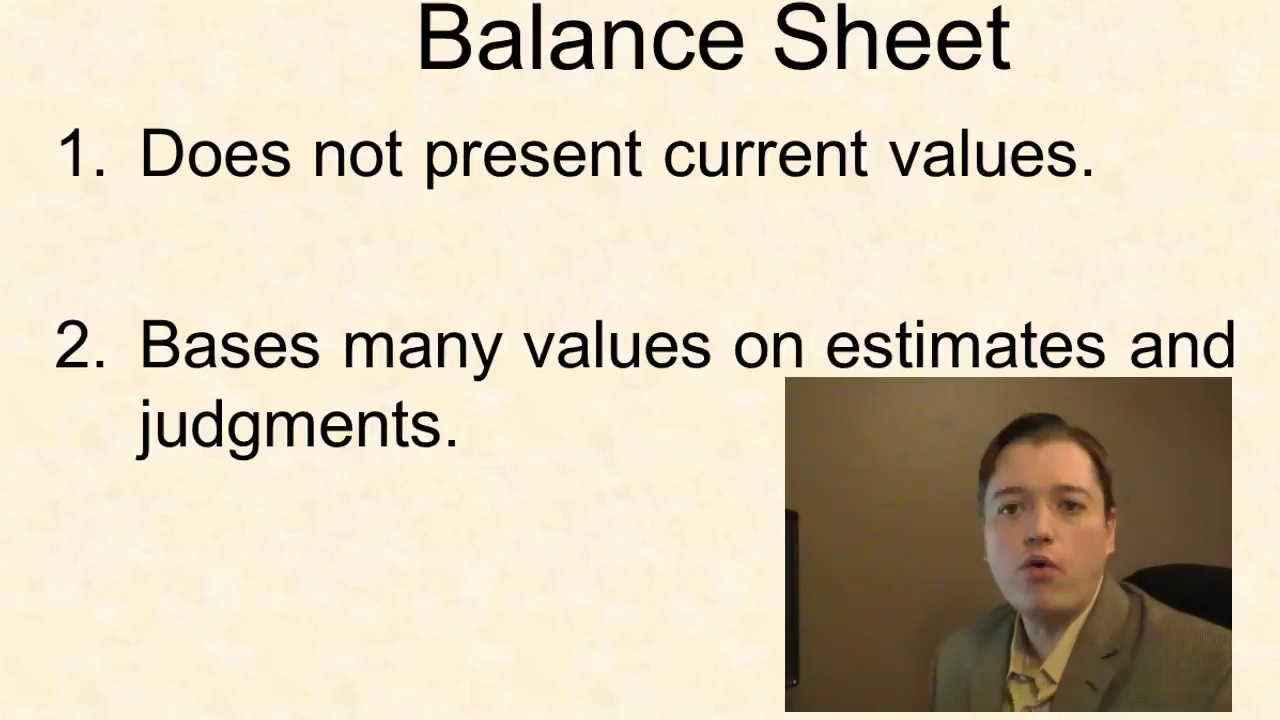 Balance Sheet
1. Does not present current values.
2. Bases many values on estimates and
judgments.